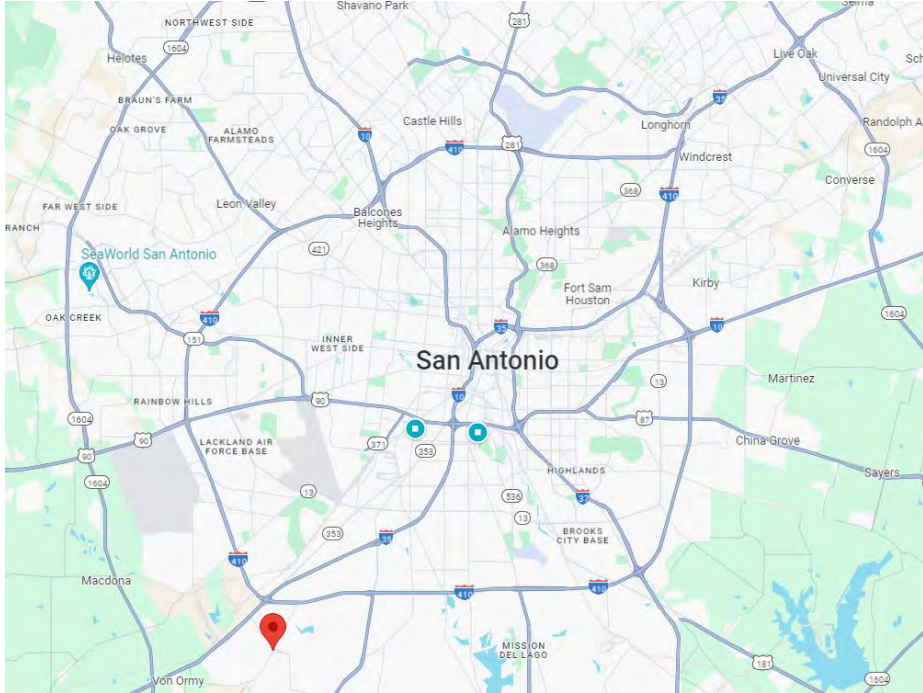 Shavano Park
281
Selma
NORTHWEST SIDE
1604
Helotes
Live Oak
Universal City
BRAUN'S FARM
35
Castle Hills
Longhorn
OAK GROVE
ALAMO
FARMSTEADS
10
Randolph A
410
281
Windcrest
1604
Converse
368
410
FAR WEST SIDE
Leon Valley
Balcones
Heights
RANCH
Alamo Heights
421
SeaWorld San Antonio
368
Fort Sam
Houston
Kirby
OAK CREEK
410
1604
35
10
151
INNER
WEST SIDE
San Antonio
13
Martinez
10
RAINBOW HILLS
90
1604
87
90
LACKLAND AIR
FORCE BASE
371
353
China Grove
90
HIGHLANDS
Sayers
1604
13
536
37
13
353
35
BROOKS
CITY BASE
410
Macdona
410
410
MISSION
DEL LAGO
181
Von Ormy
1604